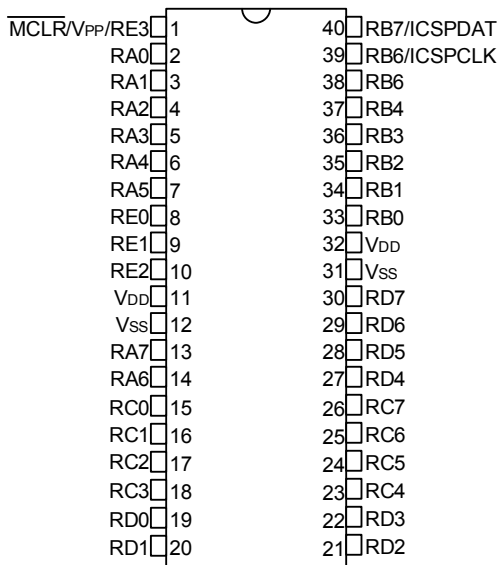 MCLR/VPP/RE3 1 40 RB7/ICSPDAT
RA0 2 39 RB6/ICSPCLK
RA1 3 38 RB6
RA2 4 37 RB4
RA3 5 36 RB3
RA4 6 35 RB2
RA5 7 34 RB1
RE0 8 33 RB0
RE1 9 32 VDD
RE2 10 31 VSS
VDD 11 30 RD7
VSS 12 29 RD6
RA7 13 28 RD5
RA6 14 27 RD4
RC0 15 26 RC7
RC1 16 25 RC6
RC2 17 24 RC5
RC3 18 23 RC4
RD0 19 22 RD3
RD1 20 21 RD2